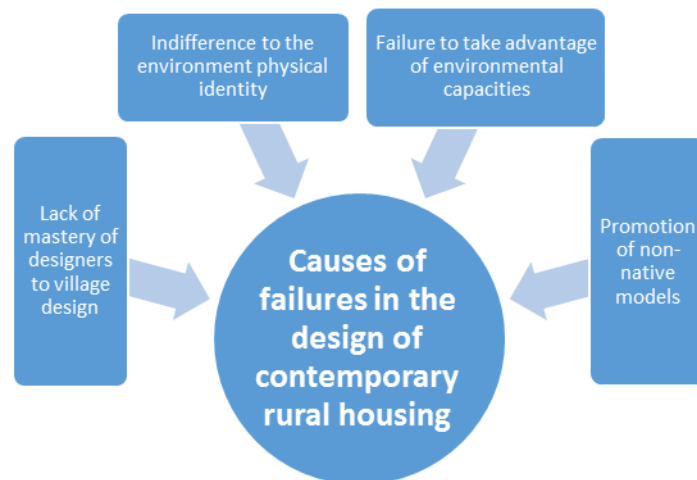 Indifference to the
environment physical
identity
Failure to take advantage
of environmental
capacities
Lack of
mastery of
designers
to village
design
Promotion
of non-
native
models
Causes of
failures in the
design of
contemporary
rural housing